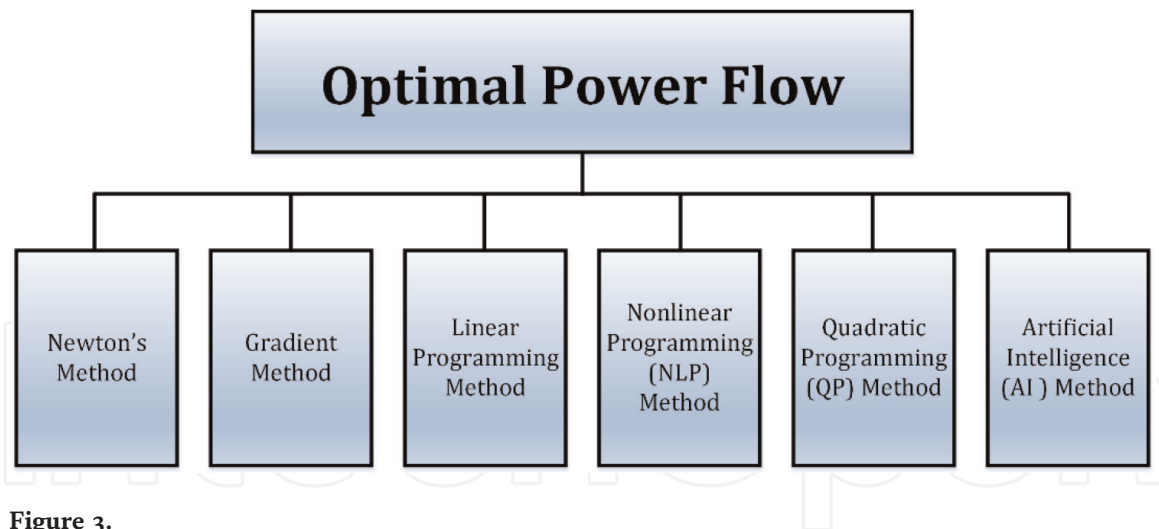 Optimal Power Flow
Newton’s
Method
Gradient
Method
Linear
Programming
Method
Nonlinear
Programming
(NLP)
Method
Quadratic
Programming
(QP) Method
Artificial
Intelligence
(AI ) Method
Figure 3.